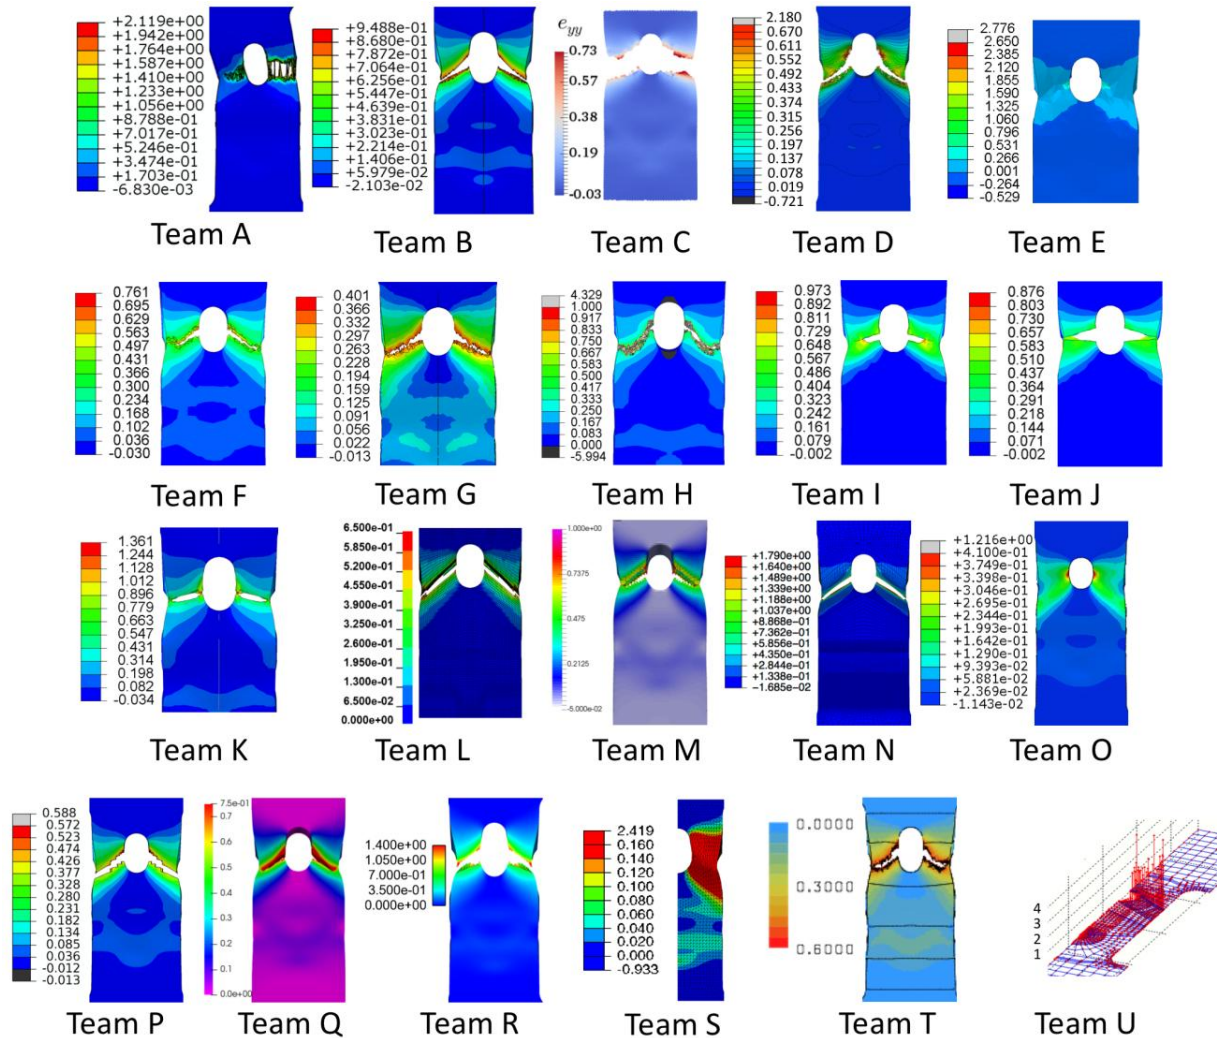 +2.119e+00
+1.942e+00
+1.764e+00
+1.587e+00
+1.410e+00
+1.233e+00
+1.056e+00
+8.788e-01
+7.017e-01
+5.246e-01
+3.474e-01
+1.703e-01
-6.830e-03
Team A
+9.488e-01
+8.680e-01
+7.872e-01
+7.064e-01
+6.256e-01
+5.447e-01
+4.639e-01
+3.831e-01
+3.023e-01
+2.214e-01
+1.406e-01
+5.979e-02
-2.103e-02
Team B
e_yy
0.73
0.57
0.38
0.19
-0.03
Team C
2.180
0.670
0.611
0.552
0.492
0.433
0.374
0.315
0.256
0.197
0.137
0.078
0.019
-0.721
Team D
2.776
2.650
2.385
2.120
1.855
1.590
1.325
1.060
0.796
0.531
0.266
0.001
-0.264
-0.529
Team E
0.761
0.695
0.629
0.563
0.497
0.431
0.366
0.300
0.234
0.168
0.102
0.036
-0.030
Team F
0.401
0.366
0.332
0.297
0.263
0.228
0.194
0.159
0.125
0.091
0.056
0.022
-0.013
Team G
4.329
1.000
0.917
0.833
0.750
0.667
0.583
0.500
0.417
0.333
0.250
0.167
0.083
0.000
-5.994
Team H
0.973
0.892
0.811
0.729
0.648
0.567
0.486
0.404
0.323
0.242
0.161
0.079
-0.002
Team I
0.876
0.803
0.730
0.657
0.583
0.510
0.437
0.364
0.291
0.218
0.144
0.071
-0.002
Team J
1.361
1.244
1.128
1.012
0.896
0.779
0.663
0.547
0.431
0.314
0.198
0.082
-0.034
Team K
6.500e-01
5.850e-01
5.200e-01
4.550e-01
3.900e-01
3.250e-01
2.600e-01
1.950e-01
1.300e-01
6.500e-02
0.000e+00
Team L
1.000e+00
0.7375
0.475
0.2125
-5.000e-02
Team M
+1.790e+00
+1.640e+00
+1.489e+00
+1.339e+00
+1.188e+00
+1.037e+00
+8.868e-01
+7.362e-01
+5.856e-01
+4.350e-01
+2.844e-01
+1.338e-01
-1.685e-02
Team N
+1.216e+00
+4.100e-01
+3.749e-01
+3.398e-01
+3.046e-01
+2.695e-01
+2.344e-01
+1.993e-01
+1.642e-01
+1.290e-01
+9.393e-02
+5.881e-02
+2.369e-02
-1.143e-02
Team O
0.588
0.572
0.523
0.474
0.426
0.377
0.328
0.280
0.231
0.182
0.134
0.085
0.036
-0.012
-0.013
Team P
7.5e-01
0.7
0.6
0.5
0.4
0.3
0.2
0.1
0.0e+00
Team Q
1.400e+00
1.050e+00
7.000e-01
3.500e-01
0.000e+00
Team R
2.419
0.160
0.140
0.120
0.100
0.080
0.060
0.040
0.020
0.000
-0.933
Team S
0.0000
0.3000
0.6000
Team T
4
3
2
1
Team U